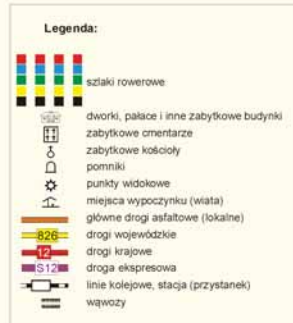 Legenda:
szlaki rowerowe
dworki, pałace i inne zabytkowe budynki
zabytkowe cmentarze
zabytkowe kościoły
pomniki
punkty widokowe
miejsca wypoczynku (wiata)
główne drogi asfaltowe (lokalne)
826 drogi wojewódzkie
12 drogi krajowe
S12 droga ekspresowa
linie kolejowe, stacja (przystanek)
wąwozy